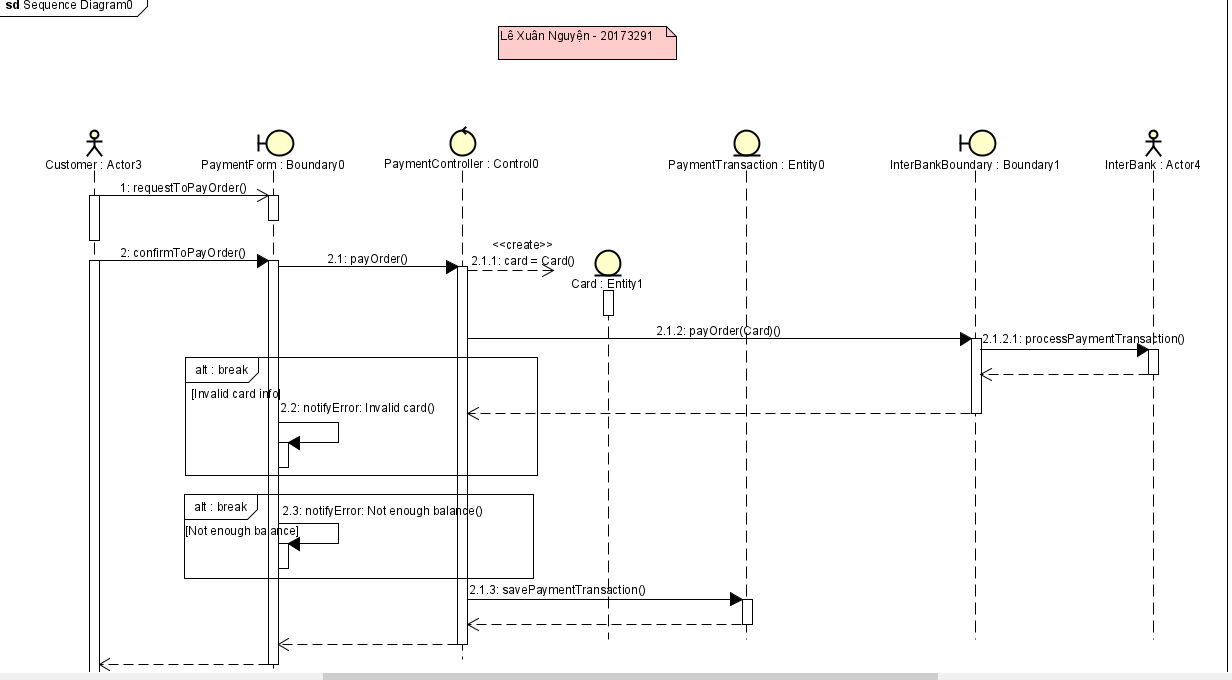 sd Sequence Diagram0
Lê Xuân Nguyện - 20173291
Customer : Actor3
PaymentForm : Boundary0
PaymentController : Control0
PaymentTransaction : Entity0
InterBankBoundary : Boundary1
InterBank : Actor4
1: requestToPayOrder()
<<create>>
2: confirmToPayOrder()
2.1: payOrder()
2.1.1: card = Card()
Card : Entity1
2.1.2: payOrder(Card)()
2.1.2.1: processPaymentTransaction()
alt : break
[Invalid card info]
2.2: notifyError: Invalid card()
alt : break
2.3: notifyError: Not enough balance()
[Not enough balance]
2.1.3: savePaymentTransaction()